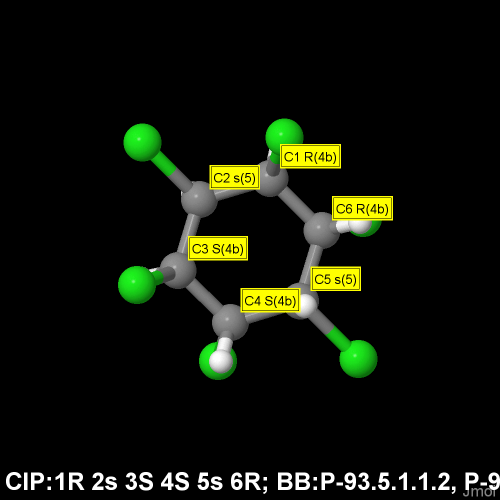 C1 R(4b)
C2 s(5)
C6 R(4b)
C3 S(4b)
C5 s(5)
C4 S(4b)
CIP:1R 2s 3S 4S 5s 6R; BB:P-93.5.1.1.2, P-9
Jmol